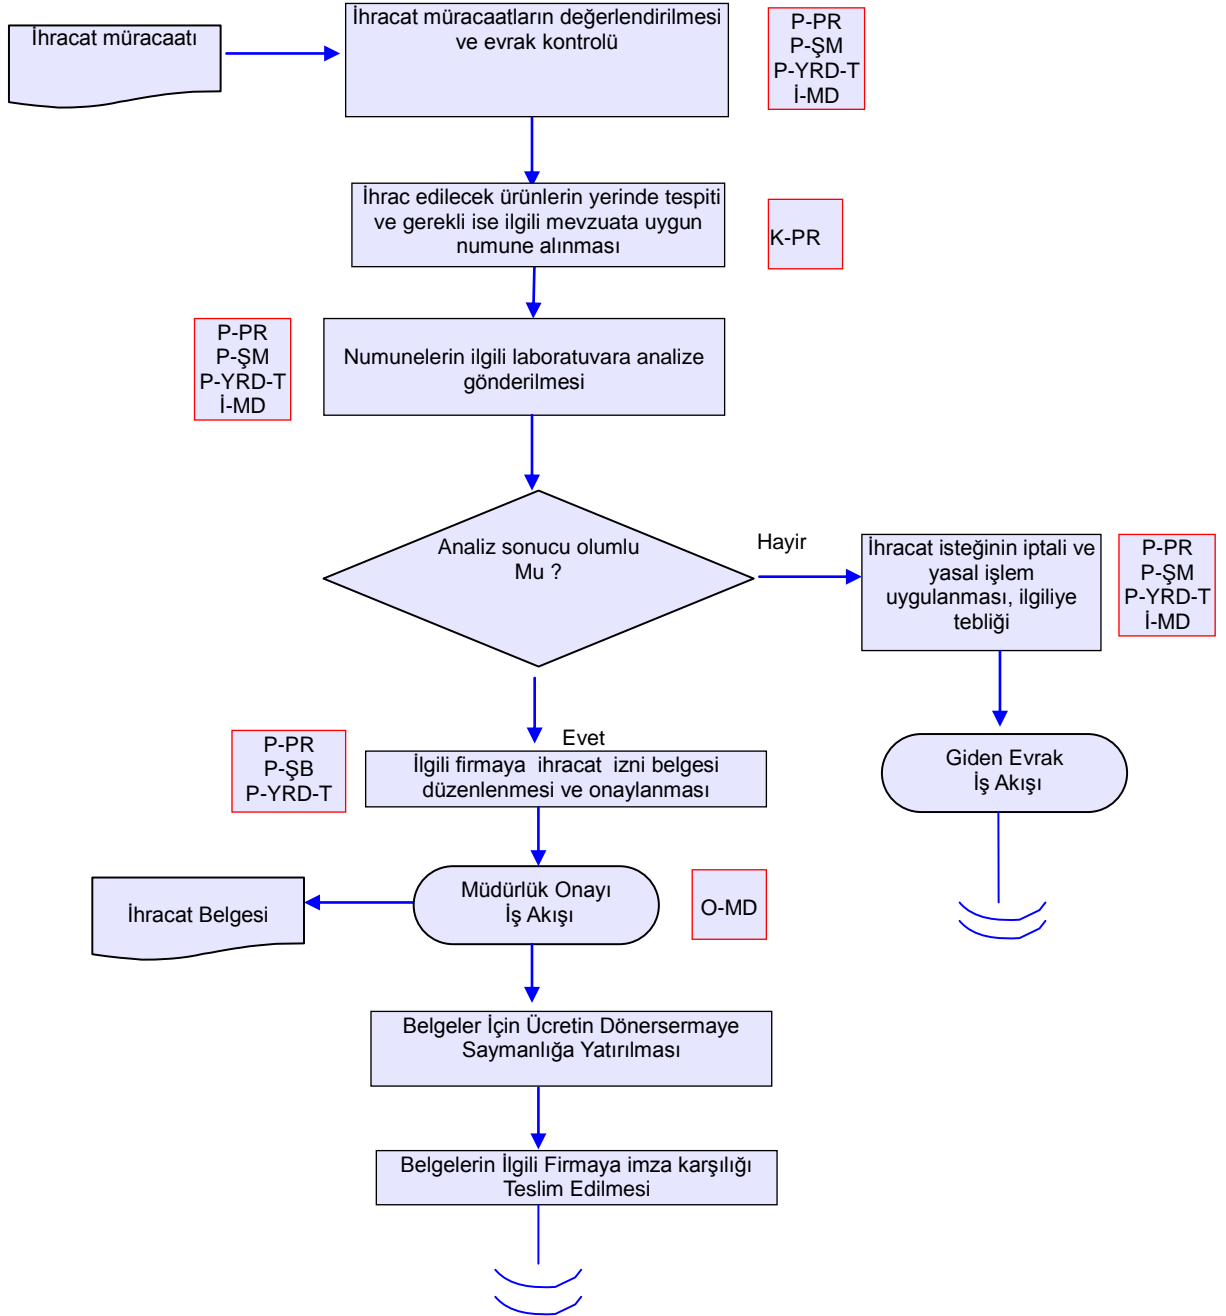 İhracat müracaatı
İhracat müracaatların değerlendirilmesi
ve evrak kontrolü
P-PR
P-ŞM
P-YRD-T
İ-MD
İhrac edilecek ürünlerin yerinde tespiti
ve gerekli ise ilgili mevzuata uygun
numune alınması
K-PR
P-PR
P-ŞM
P-YRD-T
İ-MD
Numunelerin ilgili laboratuvara analize
gönderilmesi
Analiz sonucu olumlu
Mu ?
Hayir
İhracat isteğinin iptali ve
yasal işlem
uygulanması, ilgiliye
tebliği
P-PR
P-ŞM
P-YRD-T
İ-MD
Evet
P-PR
P-ŞB
P-YRD-T
İlgili firmaya ihracat izni belgesi
düzenlenmesi ve onaylanması
Giden Evrak
İş Akışı
İhracat Belgesi
Müdürlük Onayı
İş Akışı
O-MD
Belgeler İçin Ücretin Dönersermaye
Saymanlığa Yatırılması
Belgelerin İlgili Firmaya imza karşılığı
Teslim Edilmesi